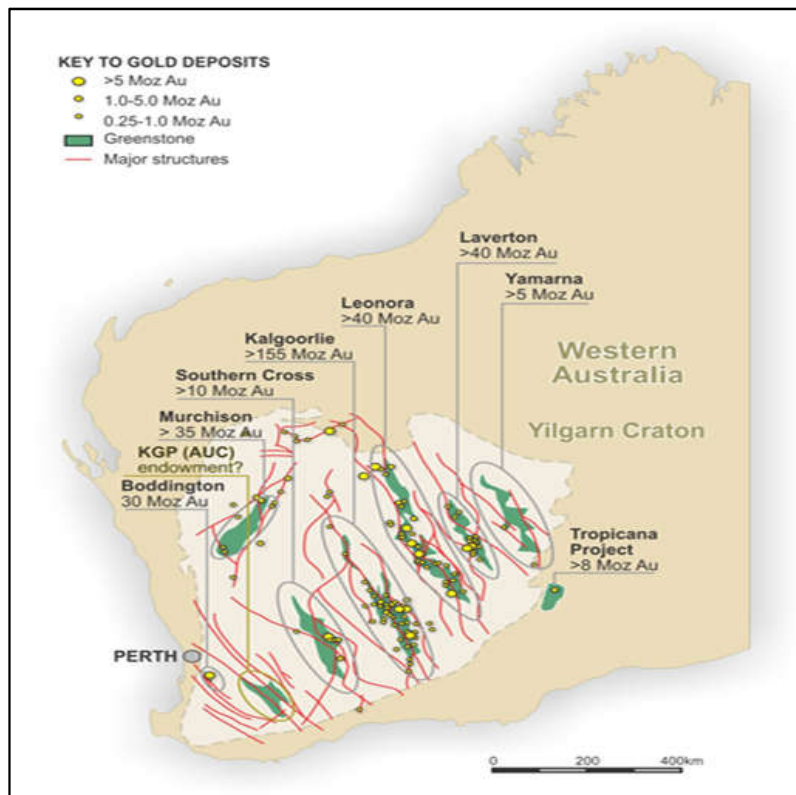 KEY TO GOLD DEPOSITS
>5 Moz Au
1.0-5.0 Moz Au
0.25-1.0 Moz Au
Greenstone
Major structures
Laverton
>40 Moz Au
Yamarna
>5 Moz Au
Leonora
>40 Moz Au
Kalgoorlie
>155 Moz Au
Southern Cross
>10 Moz Au
Murchison
> 35 Moz Au
KGP (AUC)
endowment?
Boddington
30 Moz Au
Western
Australia
Yilgarn Craton
Tropicana
Project
>8 Moz Au
PERTH
0 200 400km